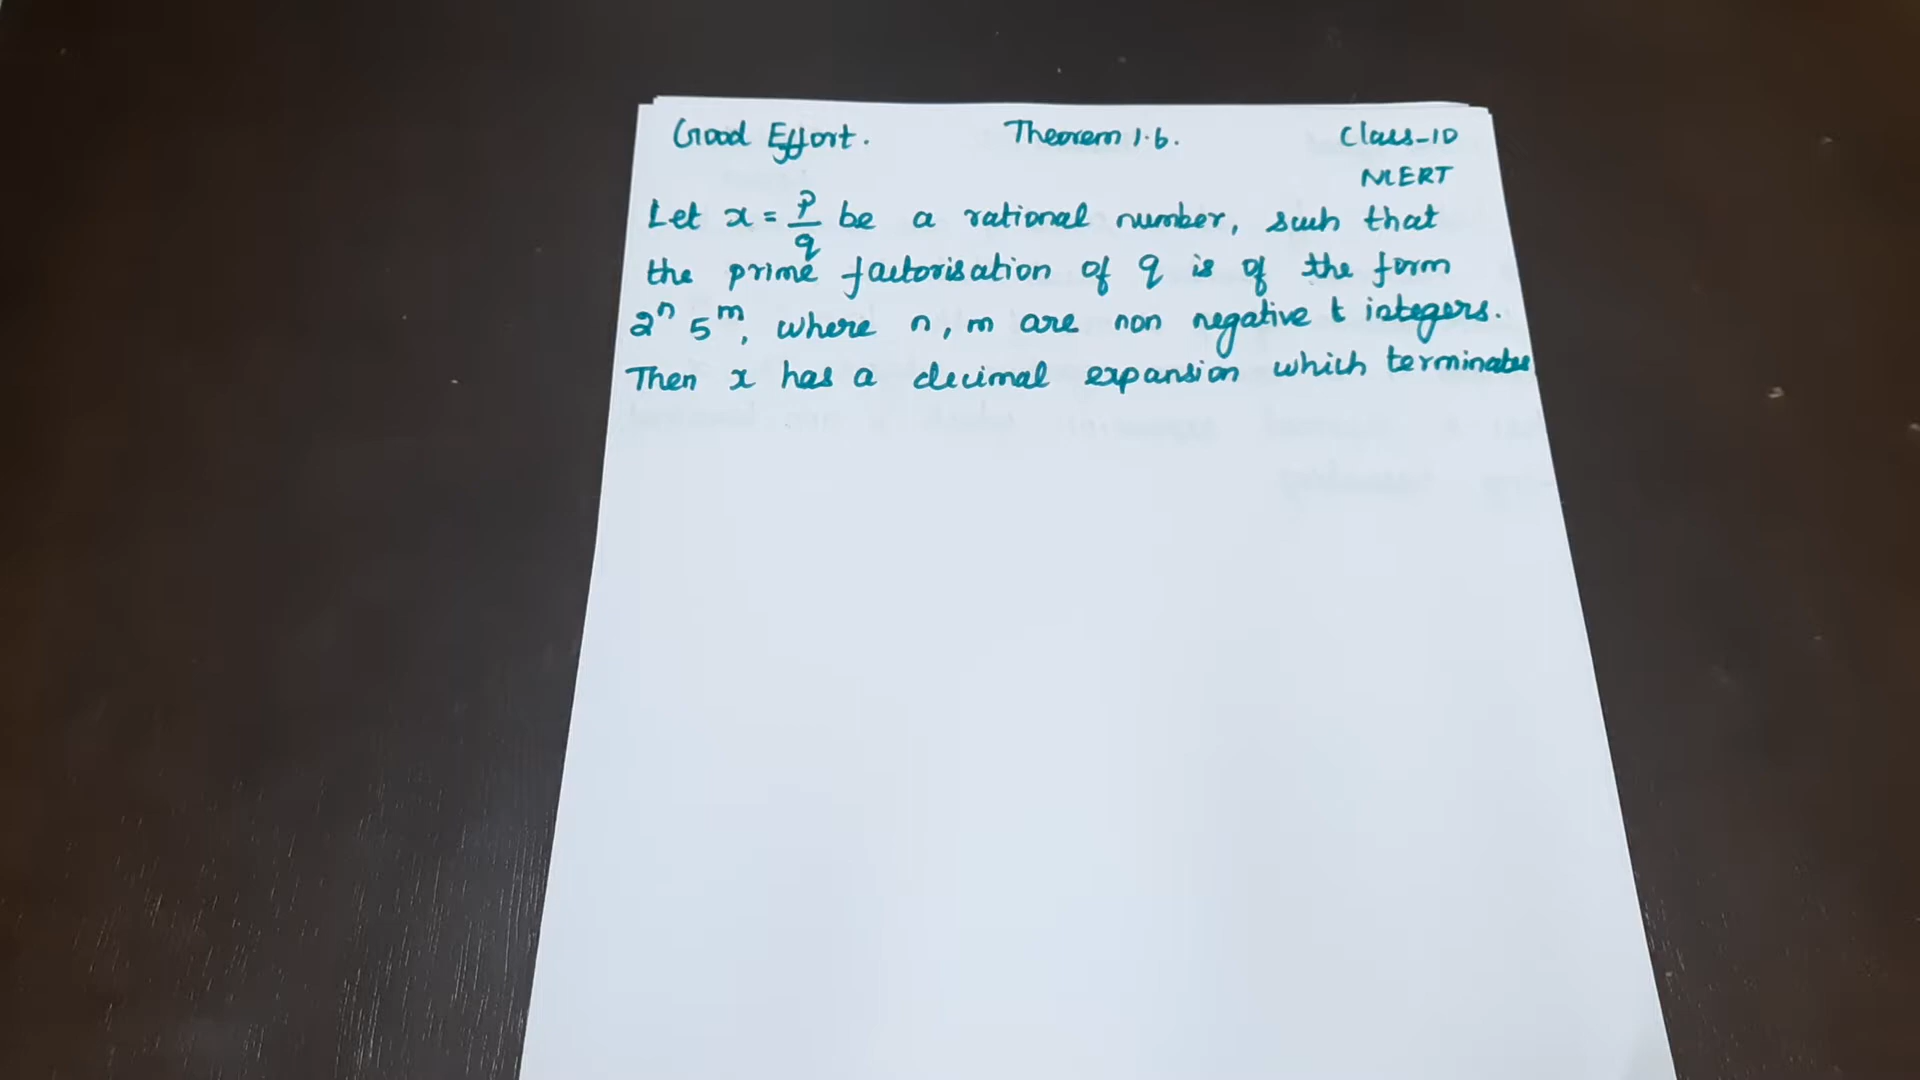 Good Effort. Theorem 1.6. Class-10
NCERT
Let x = p/q be a rational number, such that
the prime factorisation of q is of the form
2ⁿ 5ᵐ, where n, m are non negative t integers.
Then x has a decimal expansion which terminates